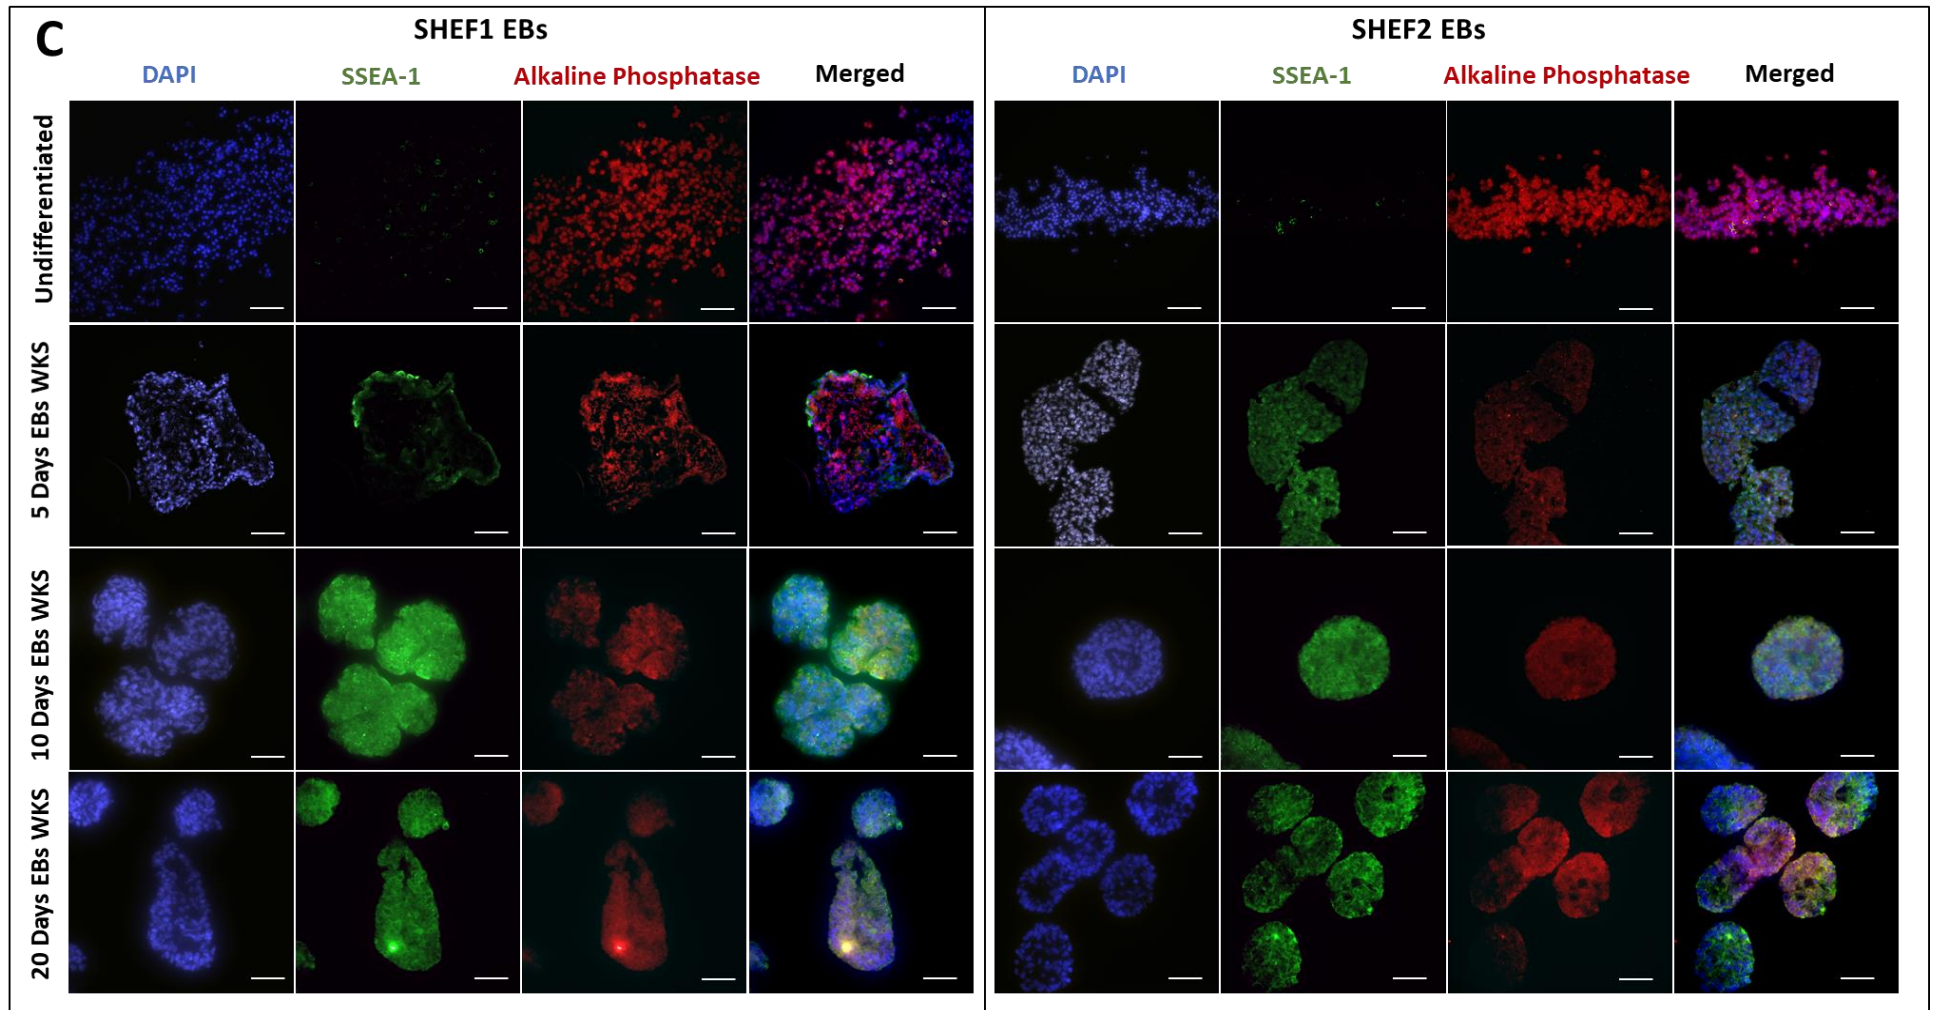 C
SHEF1 EBs
SHEF2 EBs
DAPI
SSEA-1
Alkaline Phosphatase
Merged
DAPI
SSEA-1
Alkaline Phosphatase
Merged
Undifferentiated
5 Days EBs WKS
10 Days EBs WKS
20 Days EBs WKS